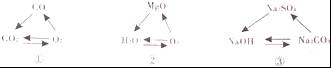 CO MgO Na₂SO₄
CO₂ O₂ H₂O O₂ NaOH Na₂CO₃
① 2 ③